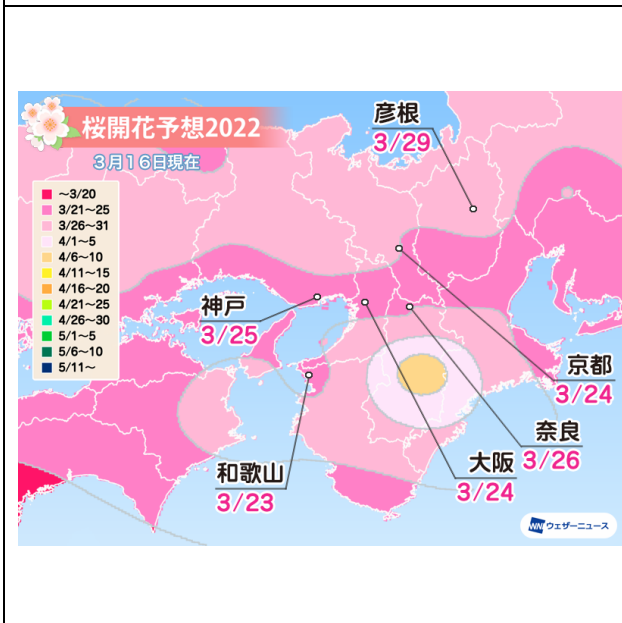 桜開花予想2022
3月16日現在
～3/20
3/21～25
3/26～31
4/1～5
4/6～10
4/11～15
4/16～20
4/21～25
4/26～30
5/1～5
5/6～10
5/11～
彦根
3/29
神戸
3/25
京都
3/24
奈良
3/26
大阪
3/24
和歌山
3/23
WNI ウェザーニュース